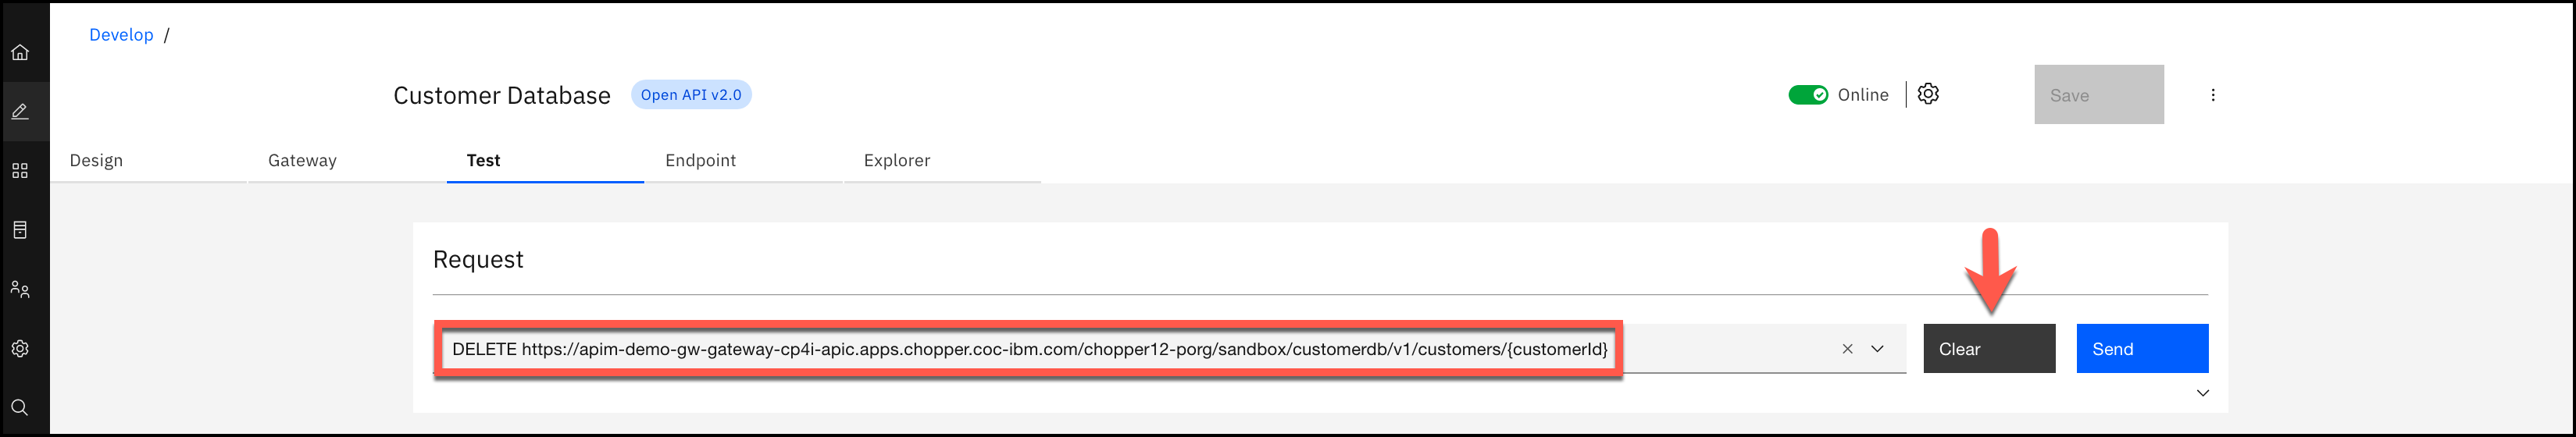 Develop /
Customer Database Open API v2.0 Online Save
Design Gateway Test Endpoint Explorer
Request
DELETE https://apim-demo-gw-gateway-cp4i-apic.apps.chopper.coc-ibm.com/chopper12-porg/sandbox/customerdb/v1/customers/{customerId} Clear Send